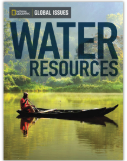 NATIONAL GEOGRAPHIC GLOBAL ISSUES
WATER
RESOURCES